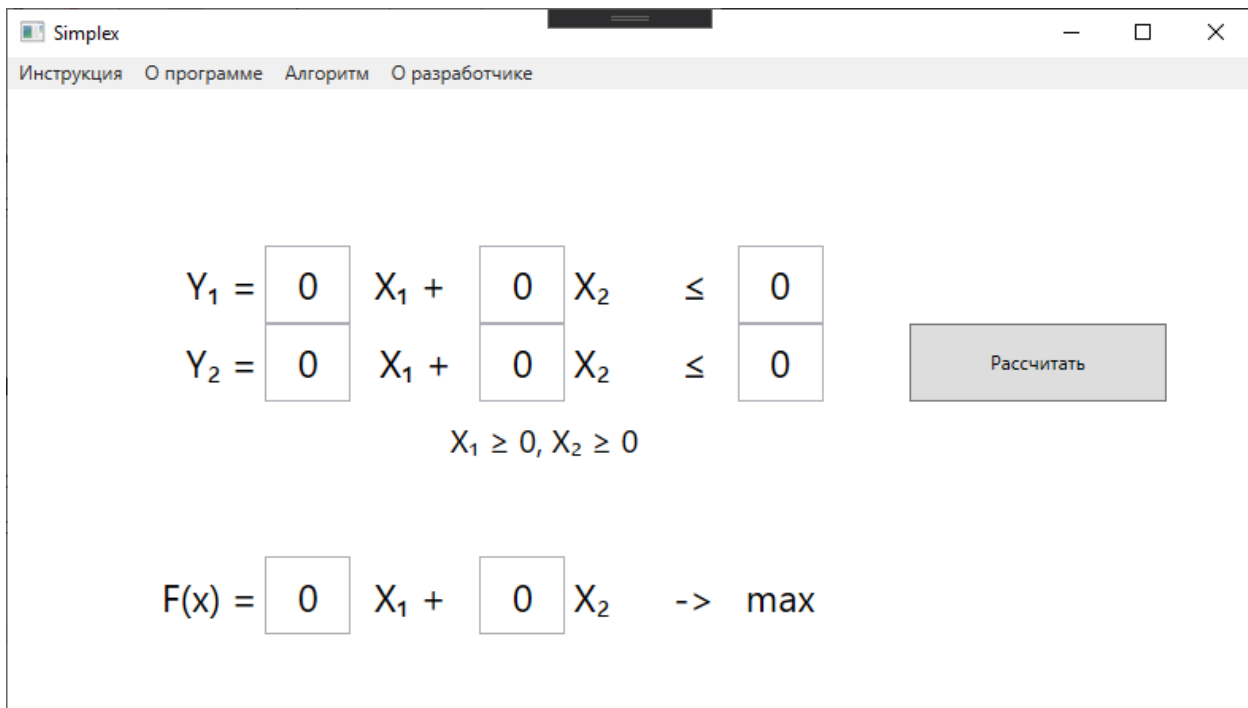 Simplex
Инструкция О программе Алгоритм О разработчике
Y₁ = 0 X₁ + 0 X₂ ≤ 0
Y₂ = 0 X₁ + 0 X₂ ≤ 0
Рассчитать
X₁ ≥ 0, X₂ ≥ 0
F(x) = 0 X₁ + 0 X₂ -> max